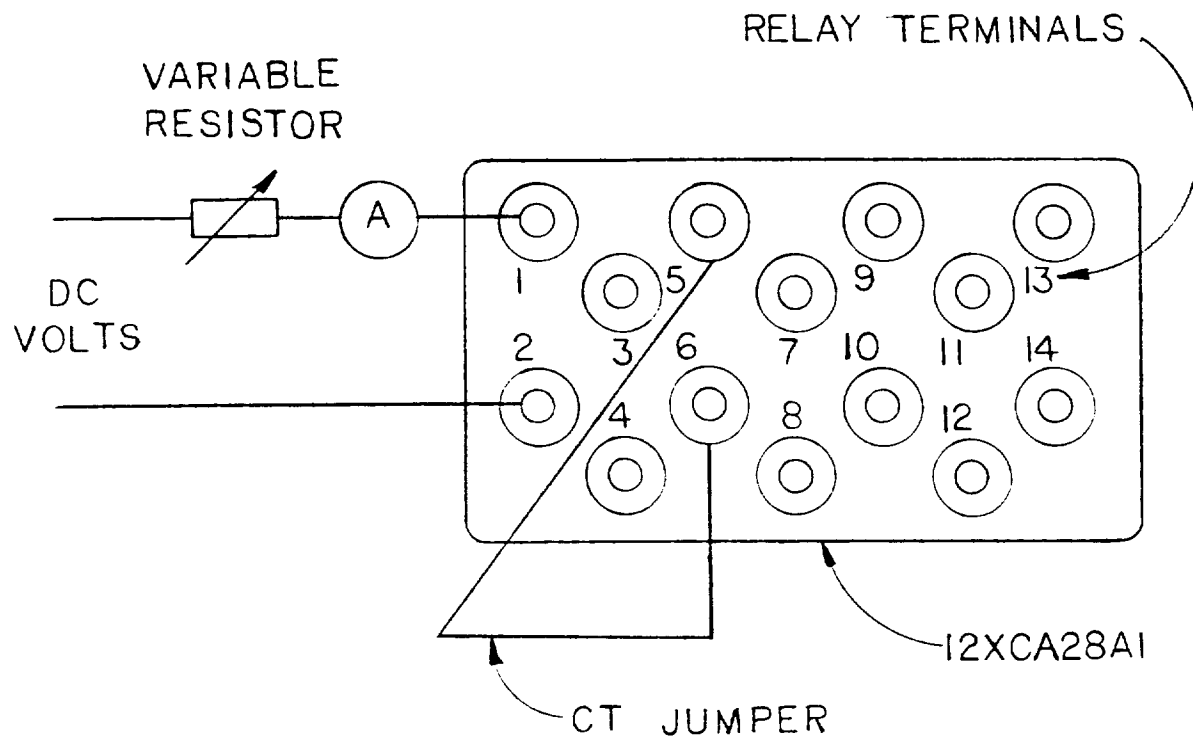 RELAY TERMINALS
VARIABLE
RESISTOR
A
DC
VOLTS
1
5
9
13
3
7
11
2
6
10
14
4
8
12
12XCA28A1
CT JUMPER